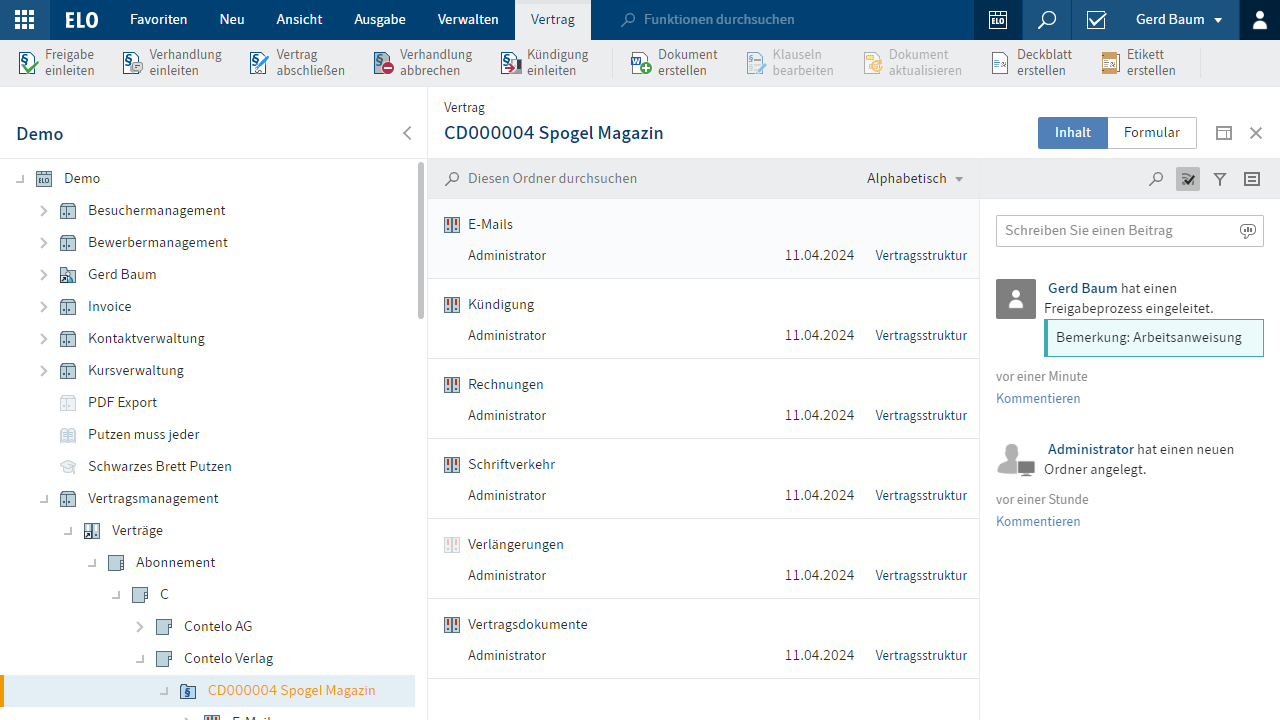 ELO Favoriten Neu Ansicht Ausgabe Verwalten Vertrag Funktionen durchsuchen ELO Gerd Baum
Freigabe einleiten
Verhandlung einleiten
Vertrag abschließen
Verhandlung abbrechen
Kündigung einleiten
Dokument erstellen
Klauseln bearbeiten
Dokument aktualisieren
Deckblatt erstellen
Etikett erstellen
Demo
Demo
Besuchermanagement
Bewerbermanagement
Gerd Baum
Invoice
Kontaktverwaltung
Kursverwaltung
PDF Export
Putzen muss jeder
Schwarzes Brett Putzen
Vertragsmanagement
Verträge
Abonnement
C
Contelo AG
Contelo Verlag
CD000004 Spogel Magazin
Vertrag
CD000004 Spogel Magazin
Inhalt Formular
Diesen Ordner durchsuchen Alphabetisch
E-Mails
Administrator 11.04.2024 Vertragsstruktur
Kündigung
Administrator 11.04.2024 Vertragsstruktur
Rechnungen
Administrator 11.04.2024 Vertragsstruktur
Schriftverkehr
Administrator 11.04.2024 Vertragsstruktur
Verlängerungen
Administrator 11.04.2024 Vertragsstruktur
Vertragsdokumente
Administrator 11.04.2024 Vertragsstruktur
Schreiben Sie einen Beitrag
Gerd Baum hat einen
Freigabeprozess eingeleitet.
Bemerkung: Arbeitsanweisung
vor einer Minute
Kommentieren
Administrator hat einen neuen
Ordner angelegt.
vor einer Stunde
Kommentieren